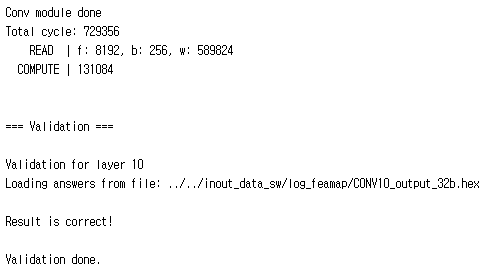 Conv module done
Total cycle: 729356
READ | f: 8192, b: 256, w: 589824
COMPUTE | 131084
=== Validation ===
Validation for layer 10
Loading answers from file: ../../inout_data_sw/log_feamap/CONV10_output_32b.hex
Result is correct!
Validation done.